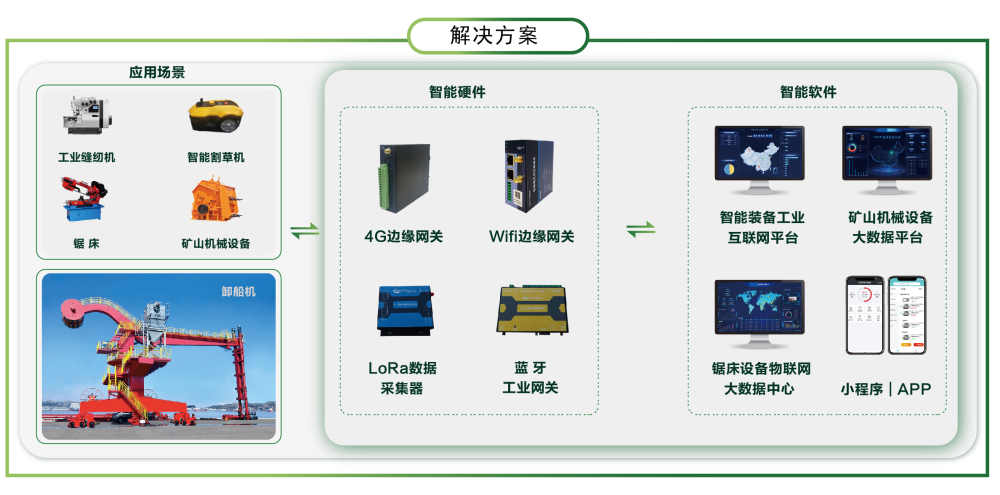 解决方案
应用场景
工业缝纫机
智能割草机
锯 床
矿山机械设备
卸船机
智能硬件
4G边缘网关
Wifi边缘网关
LoRa数据
采集器
蓝 牙
工业网关
智能软件
智能装备工业
互联网平台
矿山机械设备
大数据平台
锯床设备物联网
大数据中心
小程序｜APP